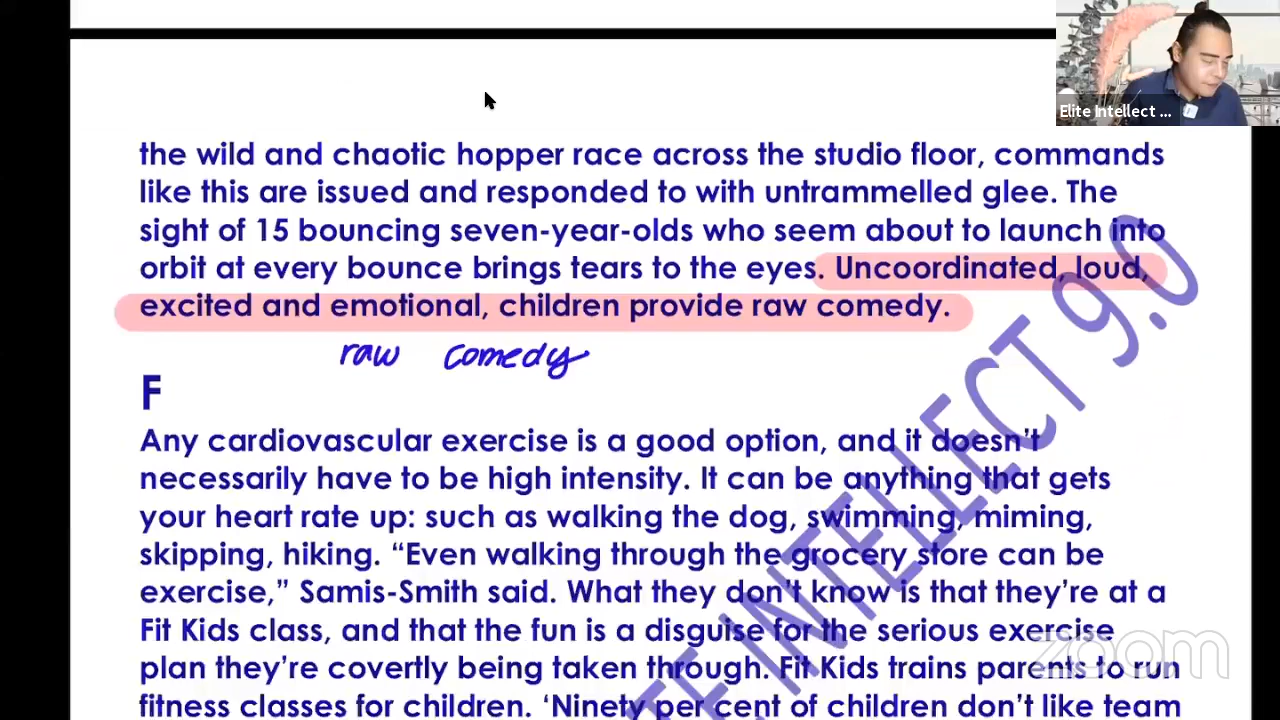 Elite Intellect ...
the wild and chaotic hopper race across the studio floor, commands
like this are issued and responded to with untrammelled glee. The
sight of 15 bouncing seven-year-olds who seem about to launch into
orbit at every bounce brings tears to the eyes. Uncoordinated, loud,
excited and emotional, children provide raw comedy.
raw comedy
F
Any cardiovascular exercise is a good option, and it doesn't
necessarily have to be high intensity. It can be anything that gets
your heart rate up: such as walking the dog, swimming, miming,
skipping, hiking. “Even walking through the grocery store can be
exercise,” Samis-Smith said. What they don't know is that they're at a
Fit Kids class, and that the fun is a disguise for the serious exercise
plan they're covertly being taken through. Fit Kids trains parents to run
fitness classes for children. ‘Ninety per cent of children don't like team
TE INTELLECT 9.0
zoom